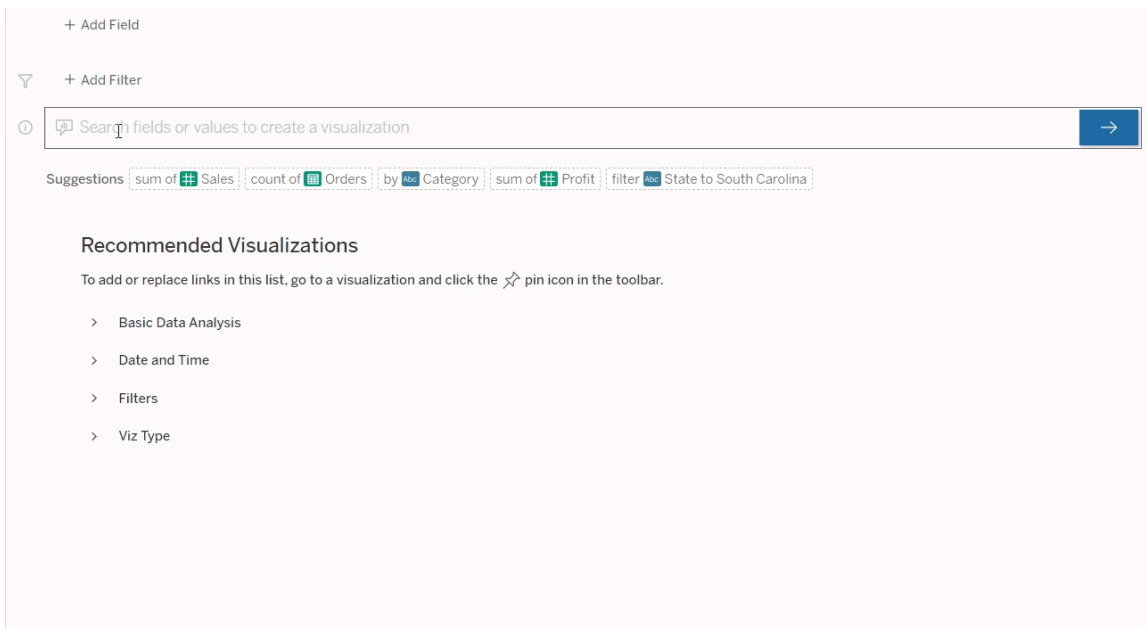 + Add Field
+ Add Filter
Search fields or values to create a visualization
Suggestions sum of Sales count of Orders by Abc Category sum of Profit filter Abc State to South Carolina
Recommended Visualizations
To add or replace links in this list, go to a visualization and click the pin icon in the toolbar.
> Basic Data Analysis
> Date and Time
> Filters
> Viz Type